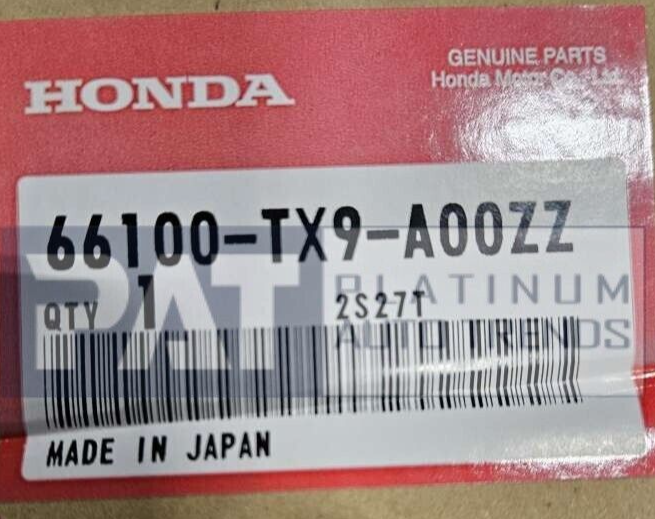 HONDA
GENUINE PARTS
Honda Motor Co., Ltd.
66100-TX9-A00ZZ
QTY 1 2S27T
PAT PLATINUM
AUTO TRENDS
MADE IN JAPAN